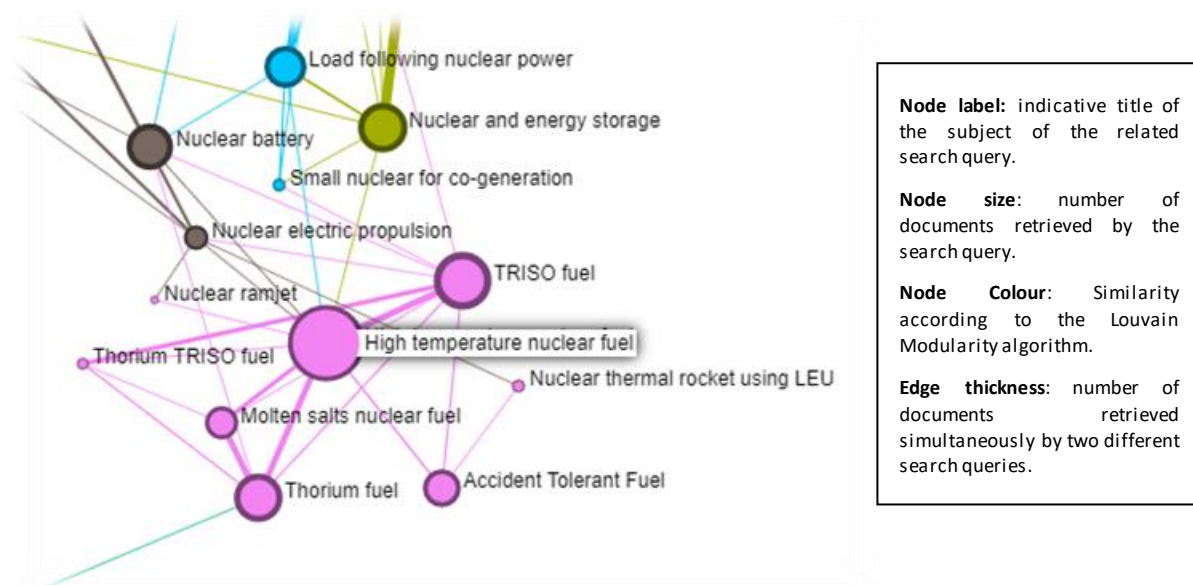 Load following nuclear power
Nuclear and energy storage
Nuclear battery
Small nuclear for co-generation
Nuclear electric propulsion
TRISO fuel
Nuclear ramjet
High temperature nuclear fuel
Thorium TRISO fuel
Nuclear thermal rocket using LEU
Molten salts nuclear fuel
Accident Tolerant Fuel
Thorium fuel
Node label: indicative title of
the subject of the related
search query.
Node size: number of
documents retrieved by the
search query.
Node Colour: Similarity
according to the Louvain
Modularity algorithm.
Edge thickness: number of
documents retrieved
simultaneously by two different
search queries.